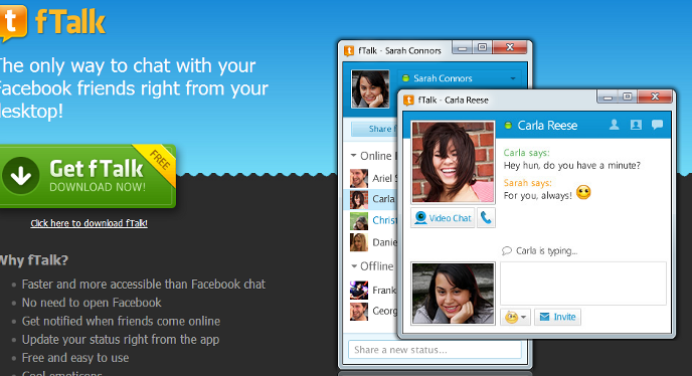 fTalk
The only way to chat with your
Facebook friends right from your
desktop!
Get fTalk
DOWNLOAD NOW!
FREE
Click here to download fTalk!
Why fTalk?
Faster and more accessible than Facebook chat
No need to open Facebook
Get notified when friends come online
Update your status right from the app
Free and easy to use
Cool emoticons
fTalk - Sarah Connors
Sarah Connors
Share
Online
Ariel S
Carla
Christ
Danie
Offline
Frank
Georg
Share a new status...
fTalk - Carla Reese
Carla Reese
Carla says:
Hey hun, do you have a minute?
Sarah says:
For you, always!
Video Chat
Carla is typing...
Invite